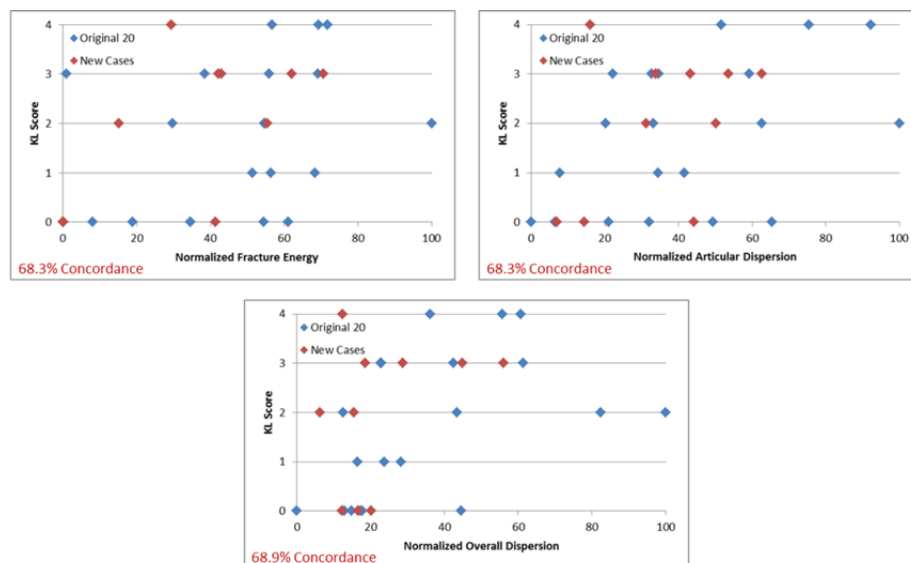 4
Original 20
New Cases
3
KL Score
2
1
0
0 20 40 60 80 100
Normalized Fracture Energy
68.3% Concordance
4
Original 20
New Cases
3
KL Score
2
1
0
0 20 40 60 80 100
Normalized Articular Dispersion
68.3% Concordance
4
Original 20
New Cases
3
KL Score
2
1
0
0 20 40 60 80 100
Normalized Overall Dispersion
68.9% Concordance